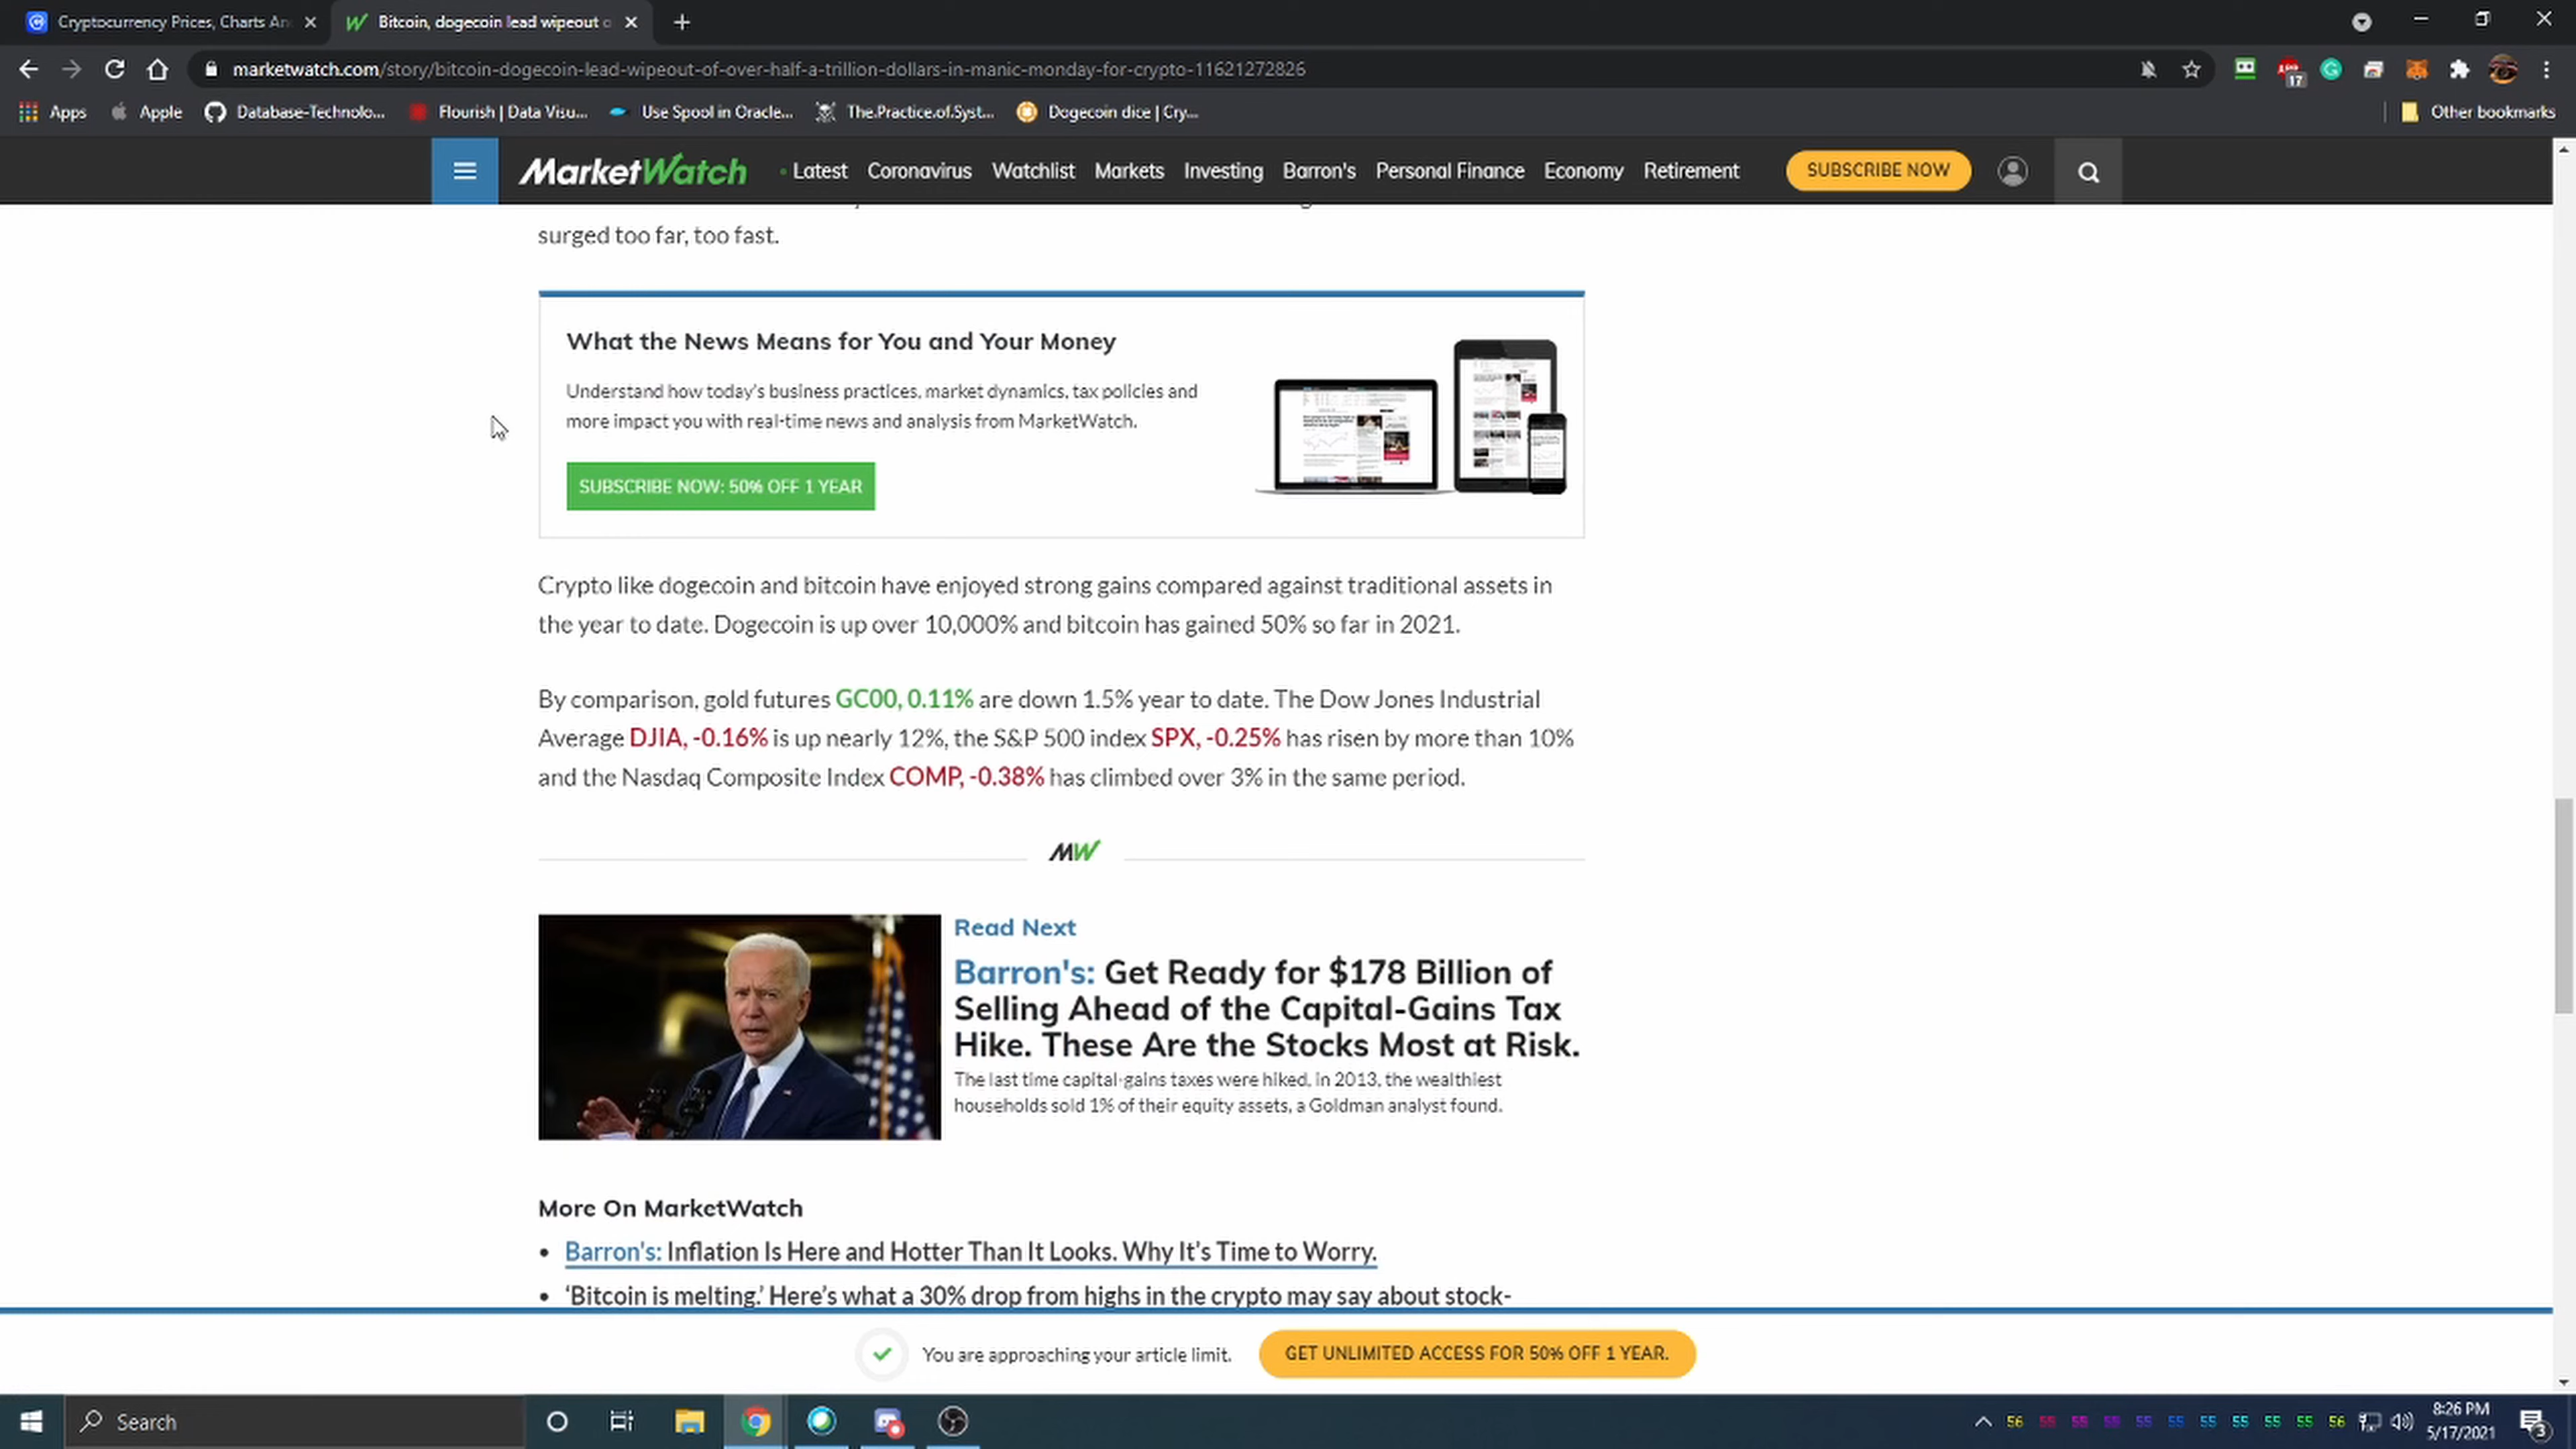 Cryptocurrency Prices, Charts An
Bitcoin, dogecoin lead wipeout o
marketwatch.com/story/bitcoin-dogecoin-lead-wipeout-of-over-half-a-trillion-dollars-in-manic-monday-for-crypto-11621272826
17
Apps
Apple
Database-Technolo...
Flourish | Data Visu...
Use Spool in Oracle...
The.Practice.of.Syst...
Dogecoin dice | Cry...
Other bookmarks
MarketWatch
Latest
Coronavirus
Watchlist
Markets
Investing
Barron's
Personal Finance
Economy
Retirement
SUBSCRIBE NOW
surged too far, too fast.
What the News Means for You and Your Money
Understand how today's business practices, market dynamics, tax policies and
more impact you with real-time news and analysis from MarketWatch.
SUBSCRIBE NOW: 50% OFF 1 YEAR
Crypto like dogecoin and bitcoin have enjoyed strong gains compared against traditional assets in
the year to date. Dogecoin is up over 10,000% and bitcoin has gained 50% so far in 2021.
By comparison, gold futures GC00, 0.11% are down 1.5% year to date. The Dow Jones Industrial
Average DJIA, -0.16% is up nearly 12%, the S&P 500 index SPX, -0.25% has risen by more than 10%
and the Nasdaq Composite Index COMP, -0.38% has climbed over 3% in the same period.
MW
Read Next
Barron's: Get Ready for $178 Billion of
Selling Ahead of the Capital-Gains Tax
Hike. These Are the Stocks Most at Risk.
The last time capital-gains taxes were hiked, in 2013, the wealthiest
households sold 1% of their equity assets, a Goldman analyst found.
More On MarketWatch
• Barron's: Inflation Is Here and Hotter Than It Looks. Why It's Time to Worry.
• ‘Bitcoin is melting.’ Here’s what a 30% drop from highs in the crypto may say about stock-
You are approaching your article limit.
GET UNLIMITED ACCESS FOR 50% OFF 1 YEAR.
Search
56 55 55 55 55 55 55 55 55 55 56
8:26 PM
5/17/2021
3